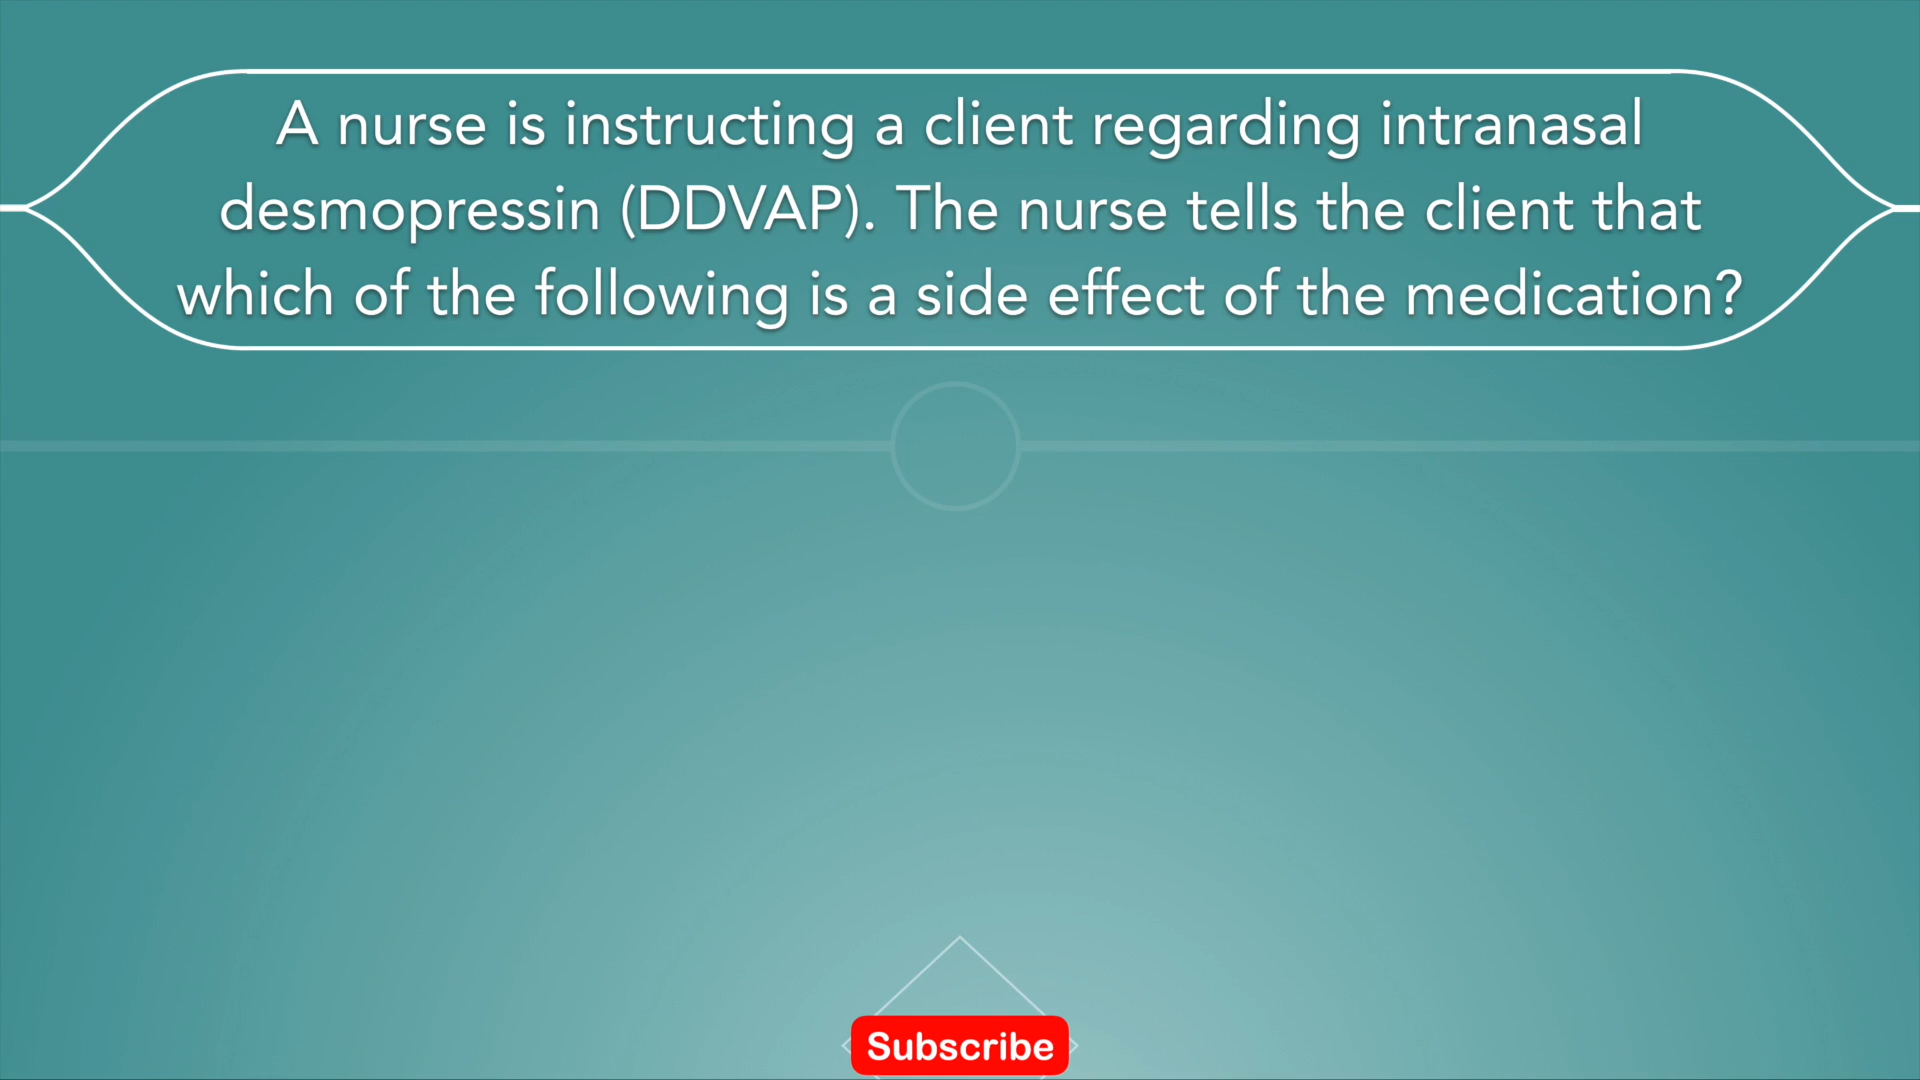 A nurse is instructing a client regarding intranasal
desmopressin (DDVAP). The nurse tells the client that
which of the following is a side effect of the medication?
Subscribe